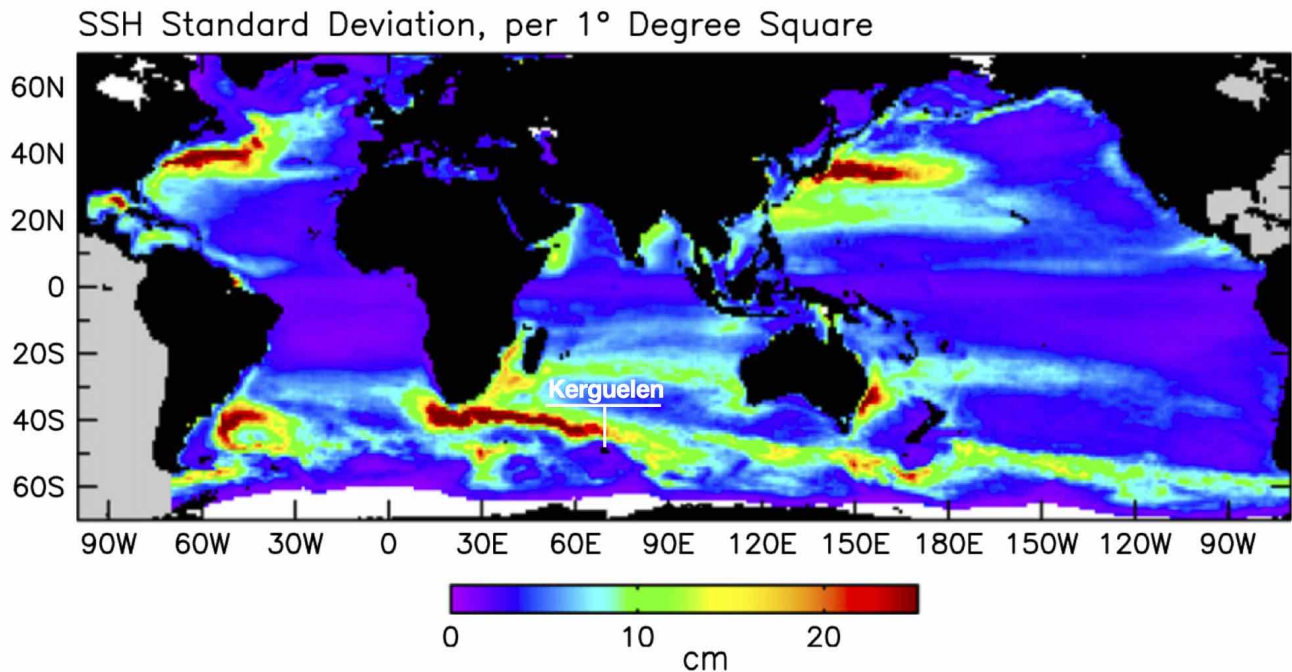 SSH Standard Deviation, per 1° Degree Square
60N
40N
20N
0
20S
40S
60S
Kerguelen
90W 60W 30W 0 30E 60E 90E 120E 150E 180E 150W 120W 90W
0 10 20
cm